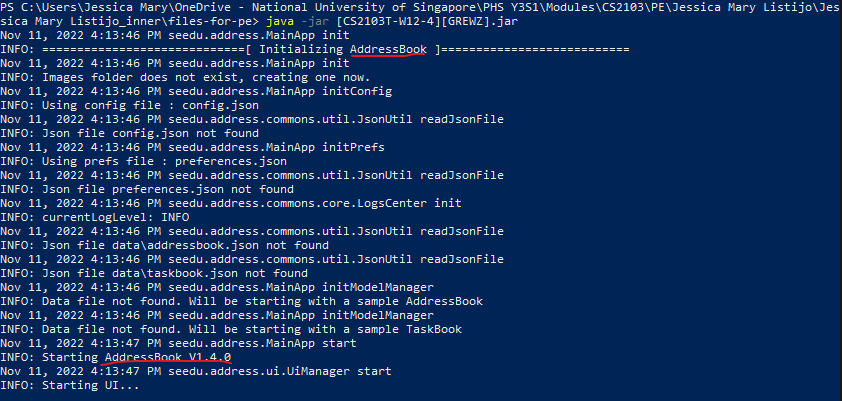 PS C:\Users\Jessica Mary\OneDrive - National University of Singapore\PHS Y3S1\Modules\CS2103\PE\Jessica Mary Listijo\Jes
sica Mary Listijo_inner\files-for-pe> java -jar [CS2103T-W12-4][GREWZ].jar
Nov 11, 2022 4:13:46 PM seedu.address.MainApp init
INFO: =============================[ Initializing AddressBook ]===========================
Nov 11, 2022 4:13:46 PM seedu.address.MainApp init
INFO: Images folder does not exist, creating one now.
Nov 11, 2022 4:13:46 PM seedu.address.MainApp initConfig
INFO: Using config file : config.json
Nov 11, 2022 4:13:46 PM seedu.address.commons.util.JsonUtil readJsonFile
INFO: Json file config.json not found
Nov 11, 2022 4:13:46 PM seedu.address.MainApp initPrefs
INFO: Using prefs file : preferences.json
Nov 11, 2022 4:13:46 PM seedu.address.commons.util.JsonUtil readJsonFile
INFO: Json file preferences.json not found
Nov 11, 2022 4:13:46 PM seedu.address.commons.core.LogsCenter init
INFO: currentLogLevel: INFO
Nov 11, 2022 4:13:46 PM seedu.address.commons.util.JsonUtil readJsonFile
INFO: Json file data\addressbook.json not found
Nov 11, 2022 4:13:46 PM seedu.address.commons.util.JsonUtil readJsonFile
INFO: Json file data\taskbook.json not found
Nov 11, 2022 4:13:46 PM seedu.address.MainApp initModelManager
INFO: Data file not found. Will be starting with a sample AddressBook
Nov 11, 2022 4:13:46 PM seedu.address.MainApp initModelManager
INFO: Data file not found. Will be starting with a sample TaskBook
Nov 11, 2022 4:13:47 PM seedu.address.MainApp start
INFO: Starting AddressBook V1.4.0
Nov 11, 2022 4:13:47 PM seedu.address.ui.UiManager start
INFO: Starting UI...